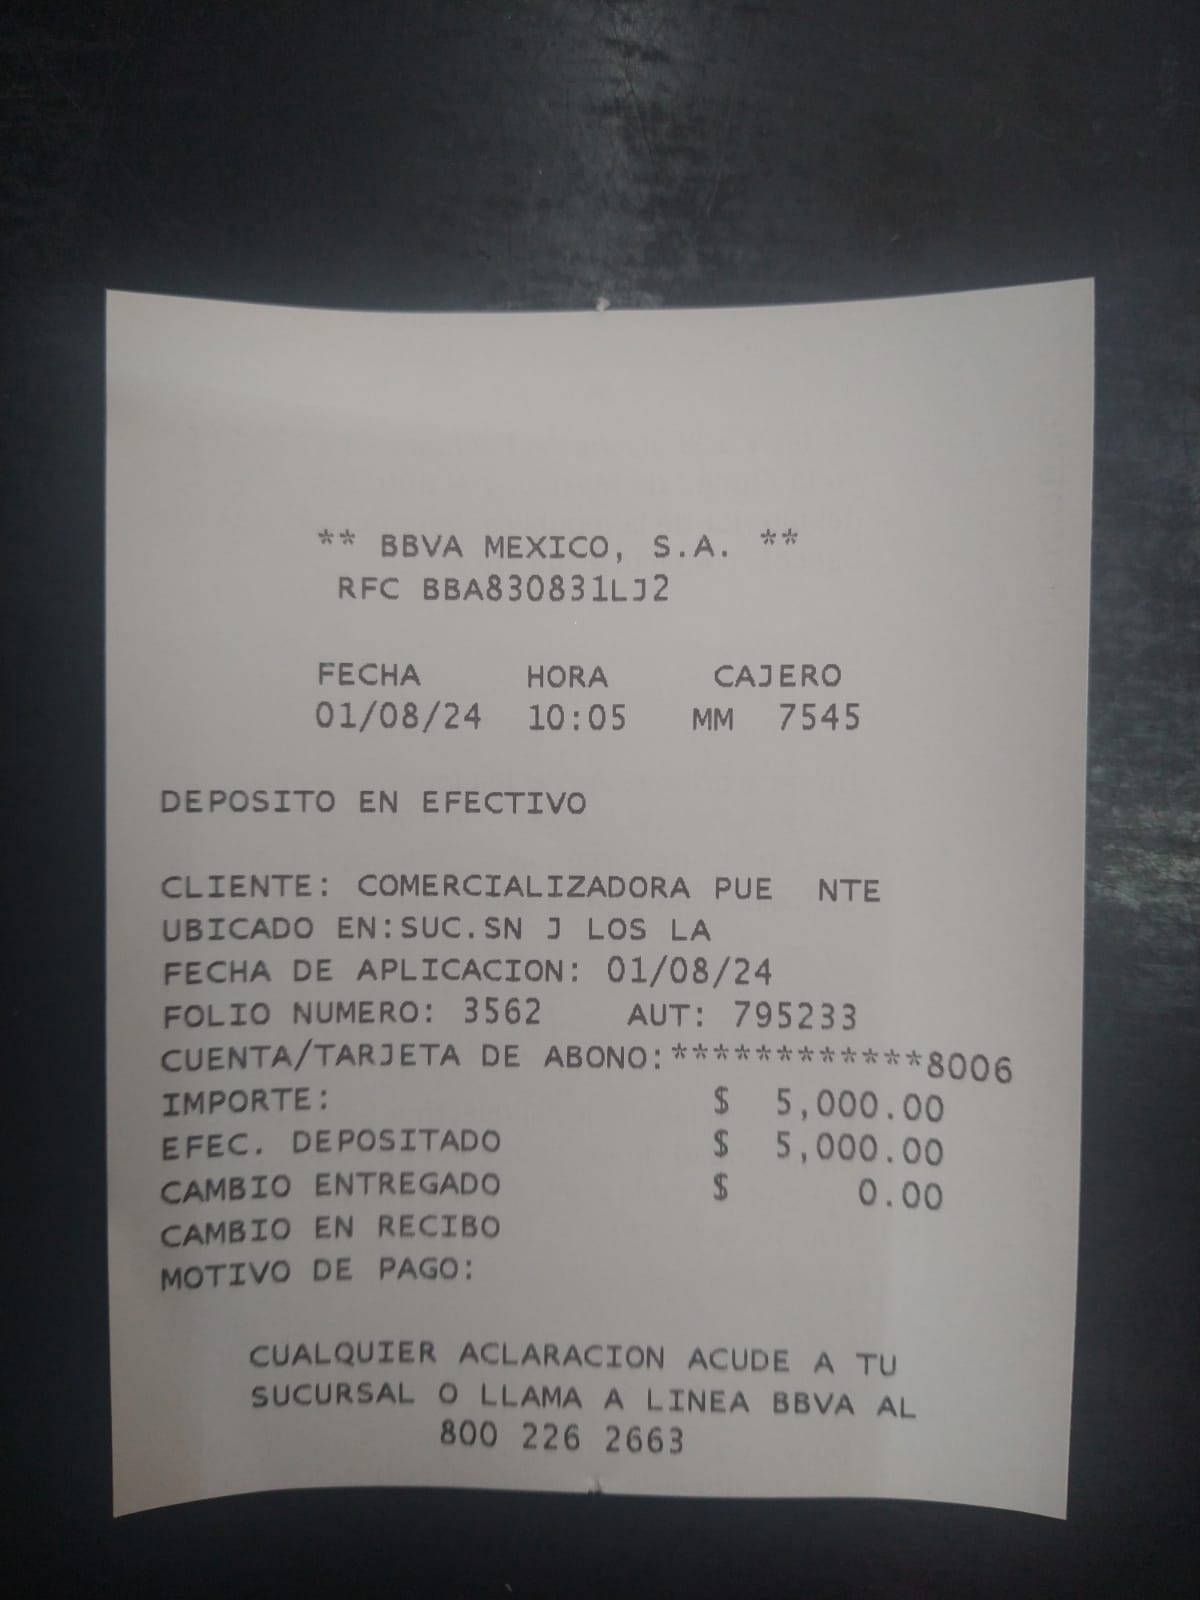 ** BBVA MEXICO, S.A. **
RFC BBA830831LJ2
FECHA HORA CAJERO
01/08/24 10:05 MM 7545
DEPOSITO EN EFECTIVO
CLIENTE: COMERCIALIZADORA PUE NTE
UBICADO EN:SUC.SN J LOS LA
FECHA DE APLICACION: 01/08/24
FOLIO NUMERO: 3562 AUT: 795233
CUENTA/TARJETA DE ABONO:************8006
IMPORTE: $ 5,000.00
EFEC. DEPOSITADO $ 5,000.00
CAMBIO ENTREGADO $ 0.00
CAMBIO EN RECIBO
MOTIVO DE PAGO:
CUALQUIER ACLARACION ACUDE A TU
SUCURSAL O LLAMA A LINEA BBVA AL
800 226 2663